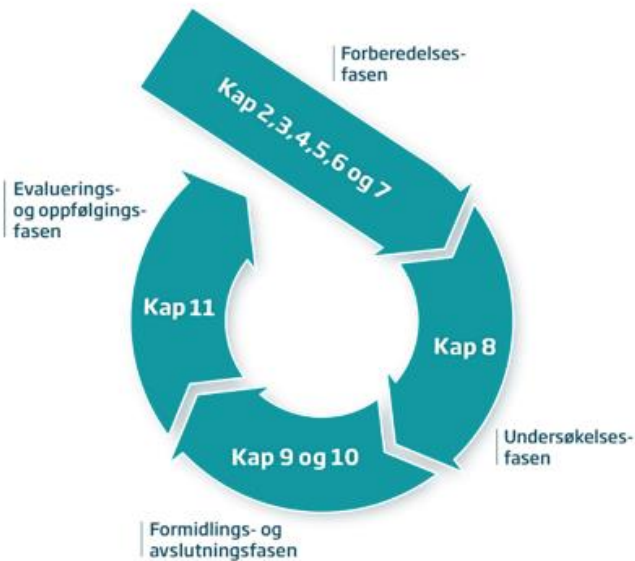 Forberedelses-
fasen
Kap 2,3,4,5,6 og 7
Evaluerings-
og oppfølgings-
fasen
Kap 11
Kap 8
Undersøkelses-
fasen
Kap 9 og 10
Formidlings- og
avslutningsfasen